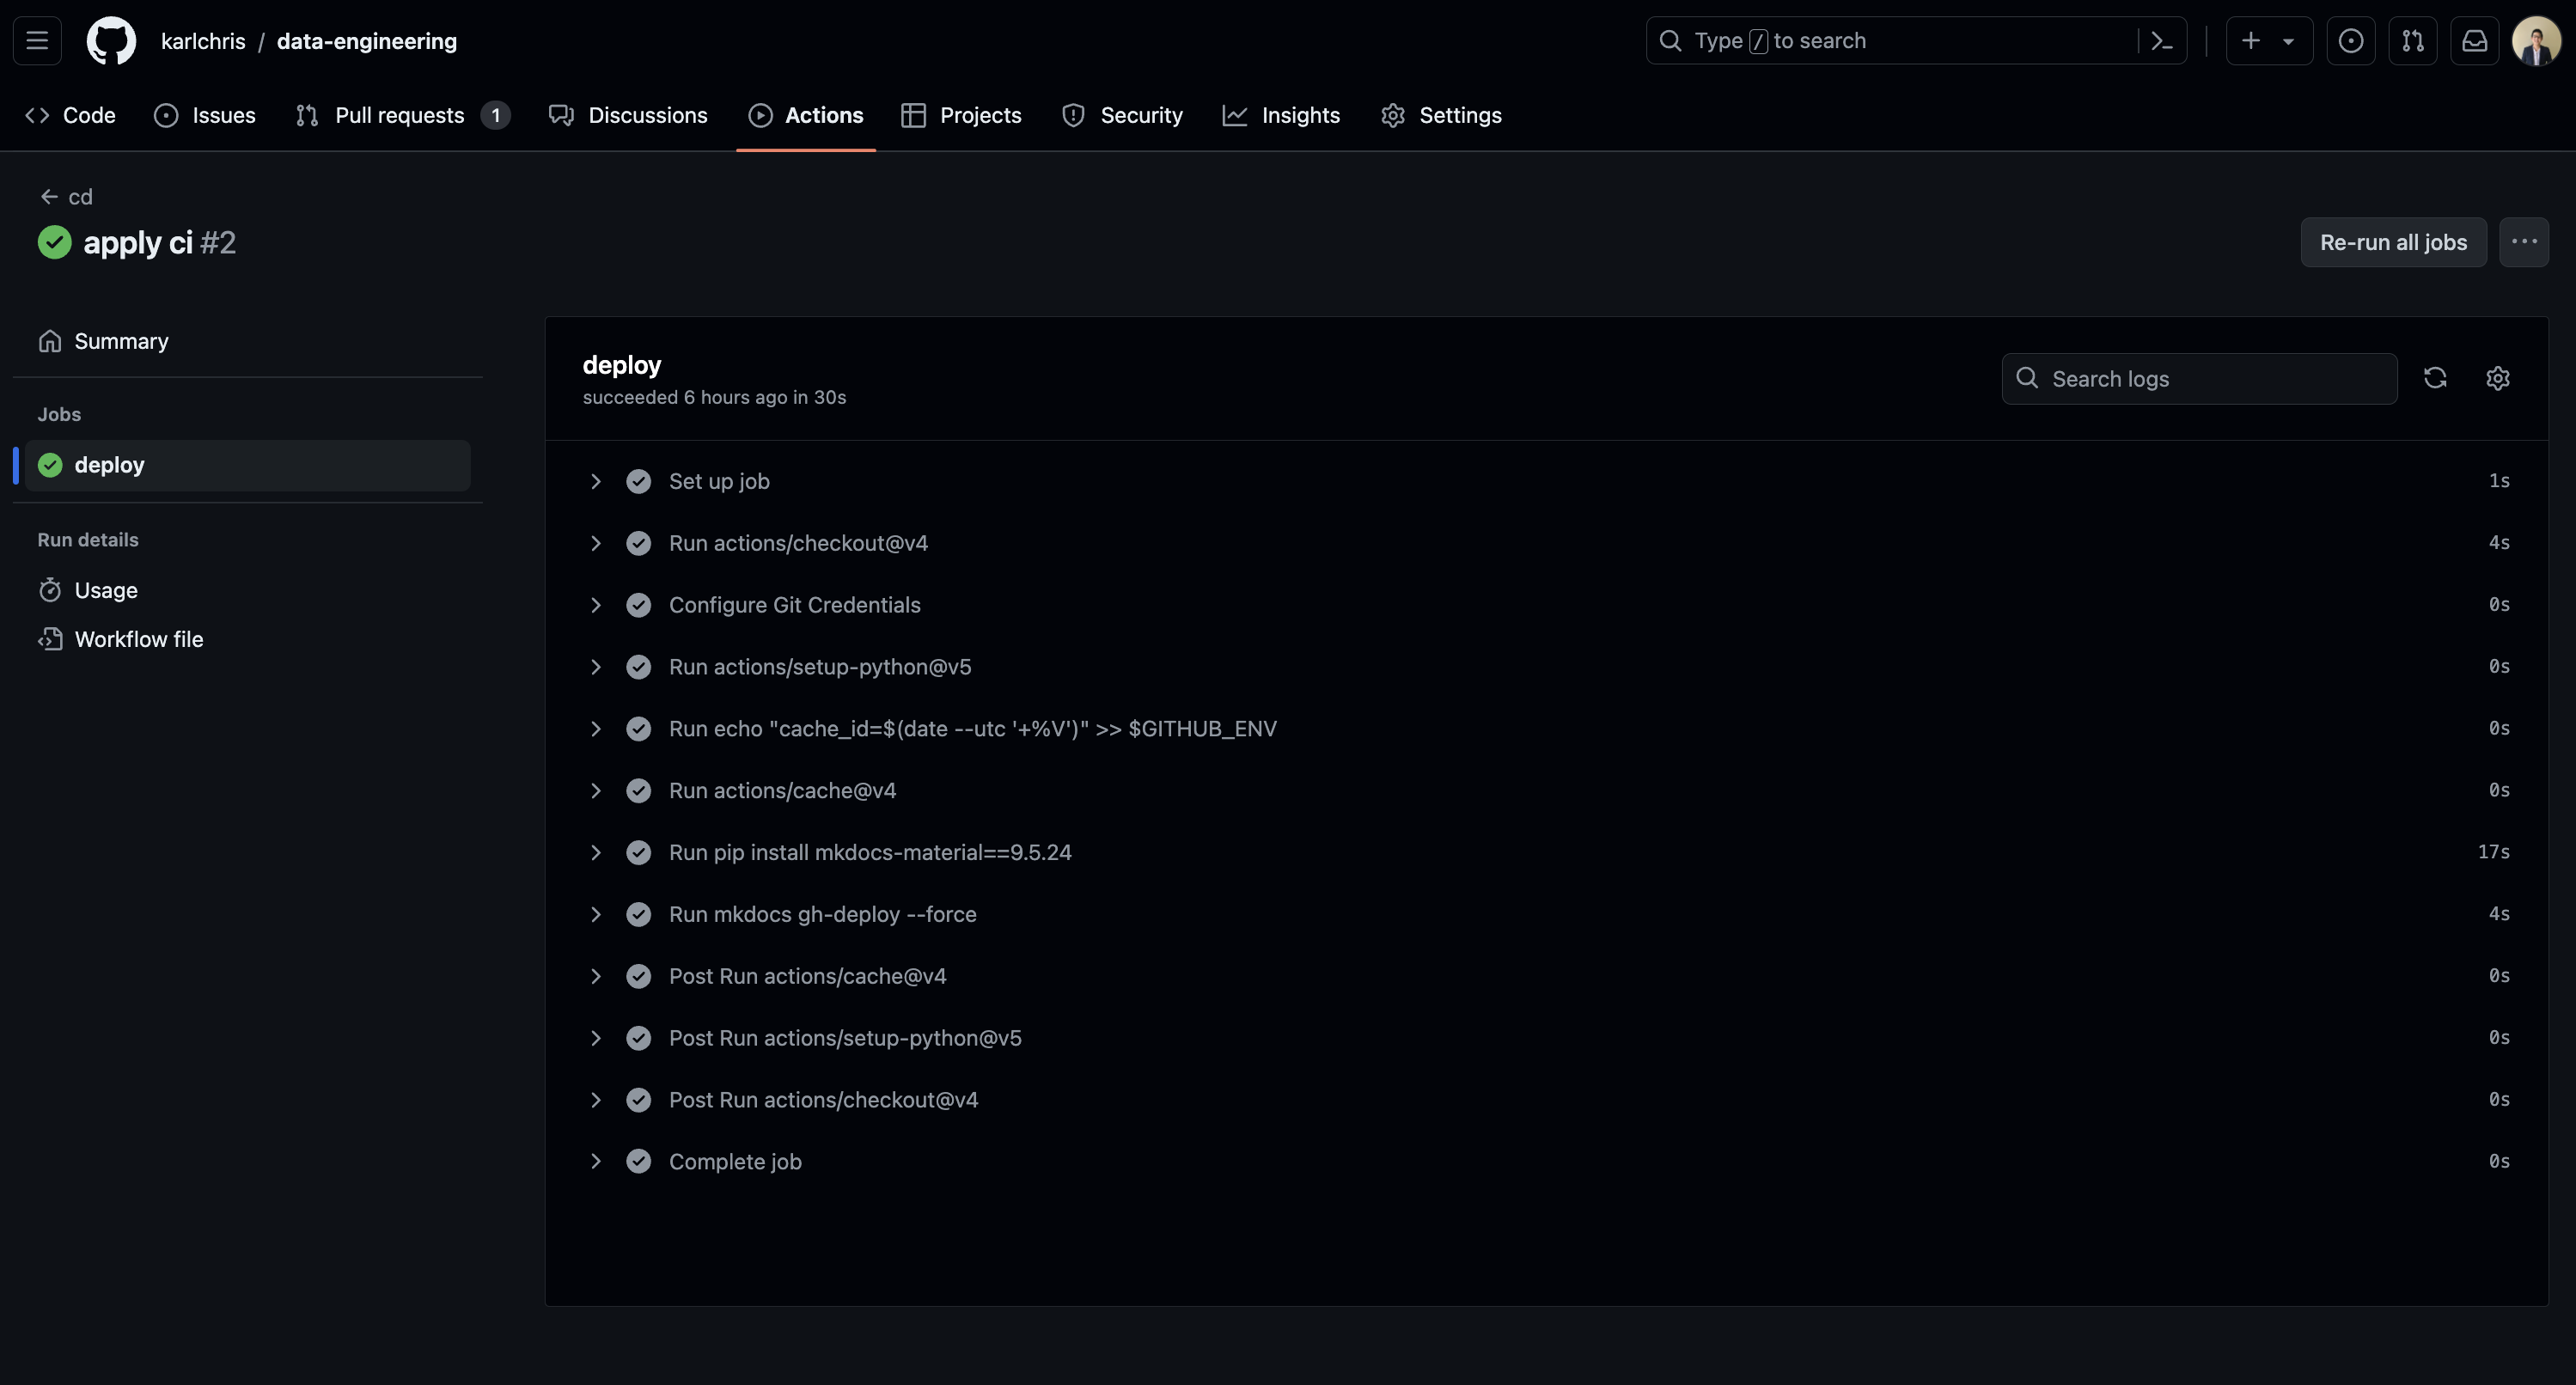 karlchris / data-engineering
Type / to search
Code Issues Pull requests 1 Discussions Actions Projects Security Insights Settings
cd
apply ci #2
Re-run all jobs
Summary
Jobs
deploy
Run details
Usage
Workflow file
deploy
succeeded 6 hours ago in 30s
Search logs
Set up job 1s
Run actions/checkout@v4 4s
Configure Git Credentials 0s
Run actions/setup-python@v5 0s
Run echo "cache_id=$(date --utc '+%V')" >> $GITHUB_ENV 0s
Run actions/cache@v4 0s
Run pip install mkdocs-material==9.5.24 17s
Run mkdocs gh-deploy --force 4s
Post Run actions/cache@v4 0s
Post Run actions/setup-python@v5 0s
Post Run actions/checkout@v4 0s
Complete job 0s